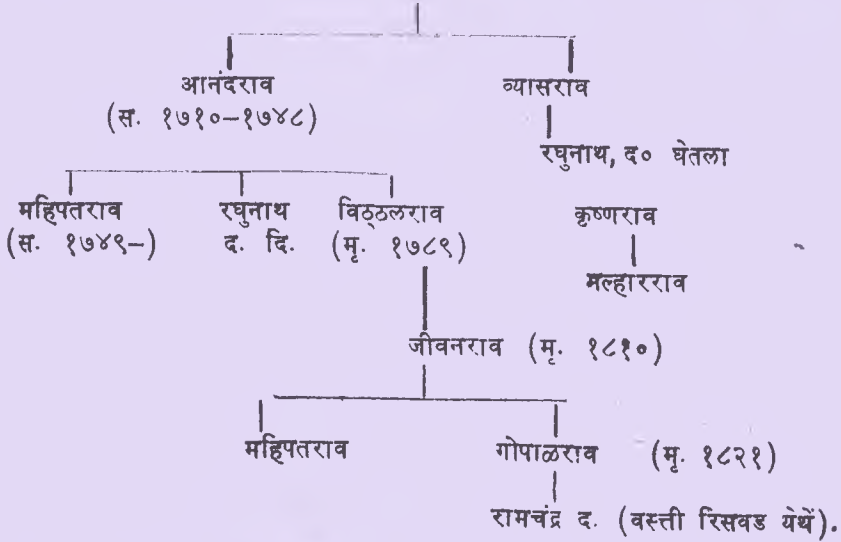 आनंदराव व्यासराव
(स. १७१०-१७४८)
रघुनाथ, द० घेतला
महिपतराव रघुनाथ विठ्ठलराव कृष्णराव
(स. १७४९-) द. दि. (मृ. १७८९)
मल्हारराव
जीवनराव (मृ. १८१०)
महिपतराव गोपाळराव (मृ. १८२१)
रामचंद्र द. (वस्ती रिसवड येथें).